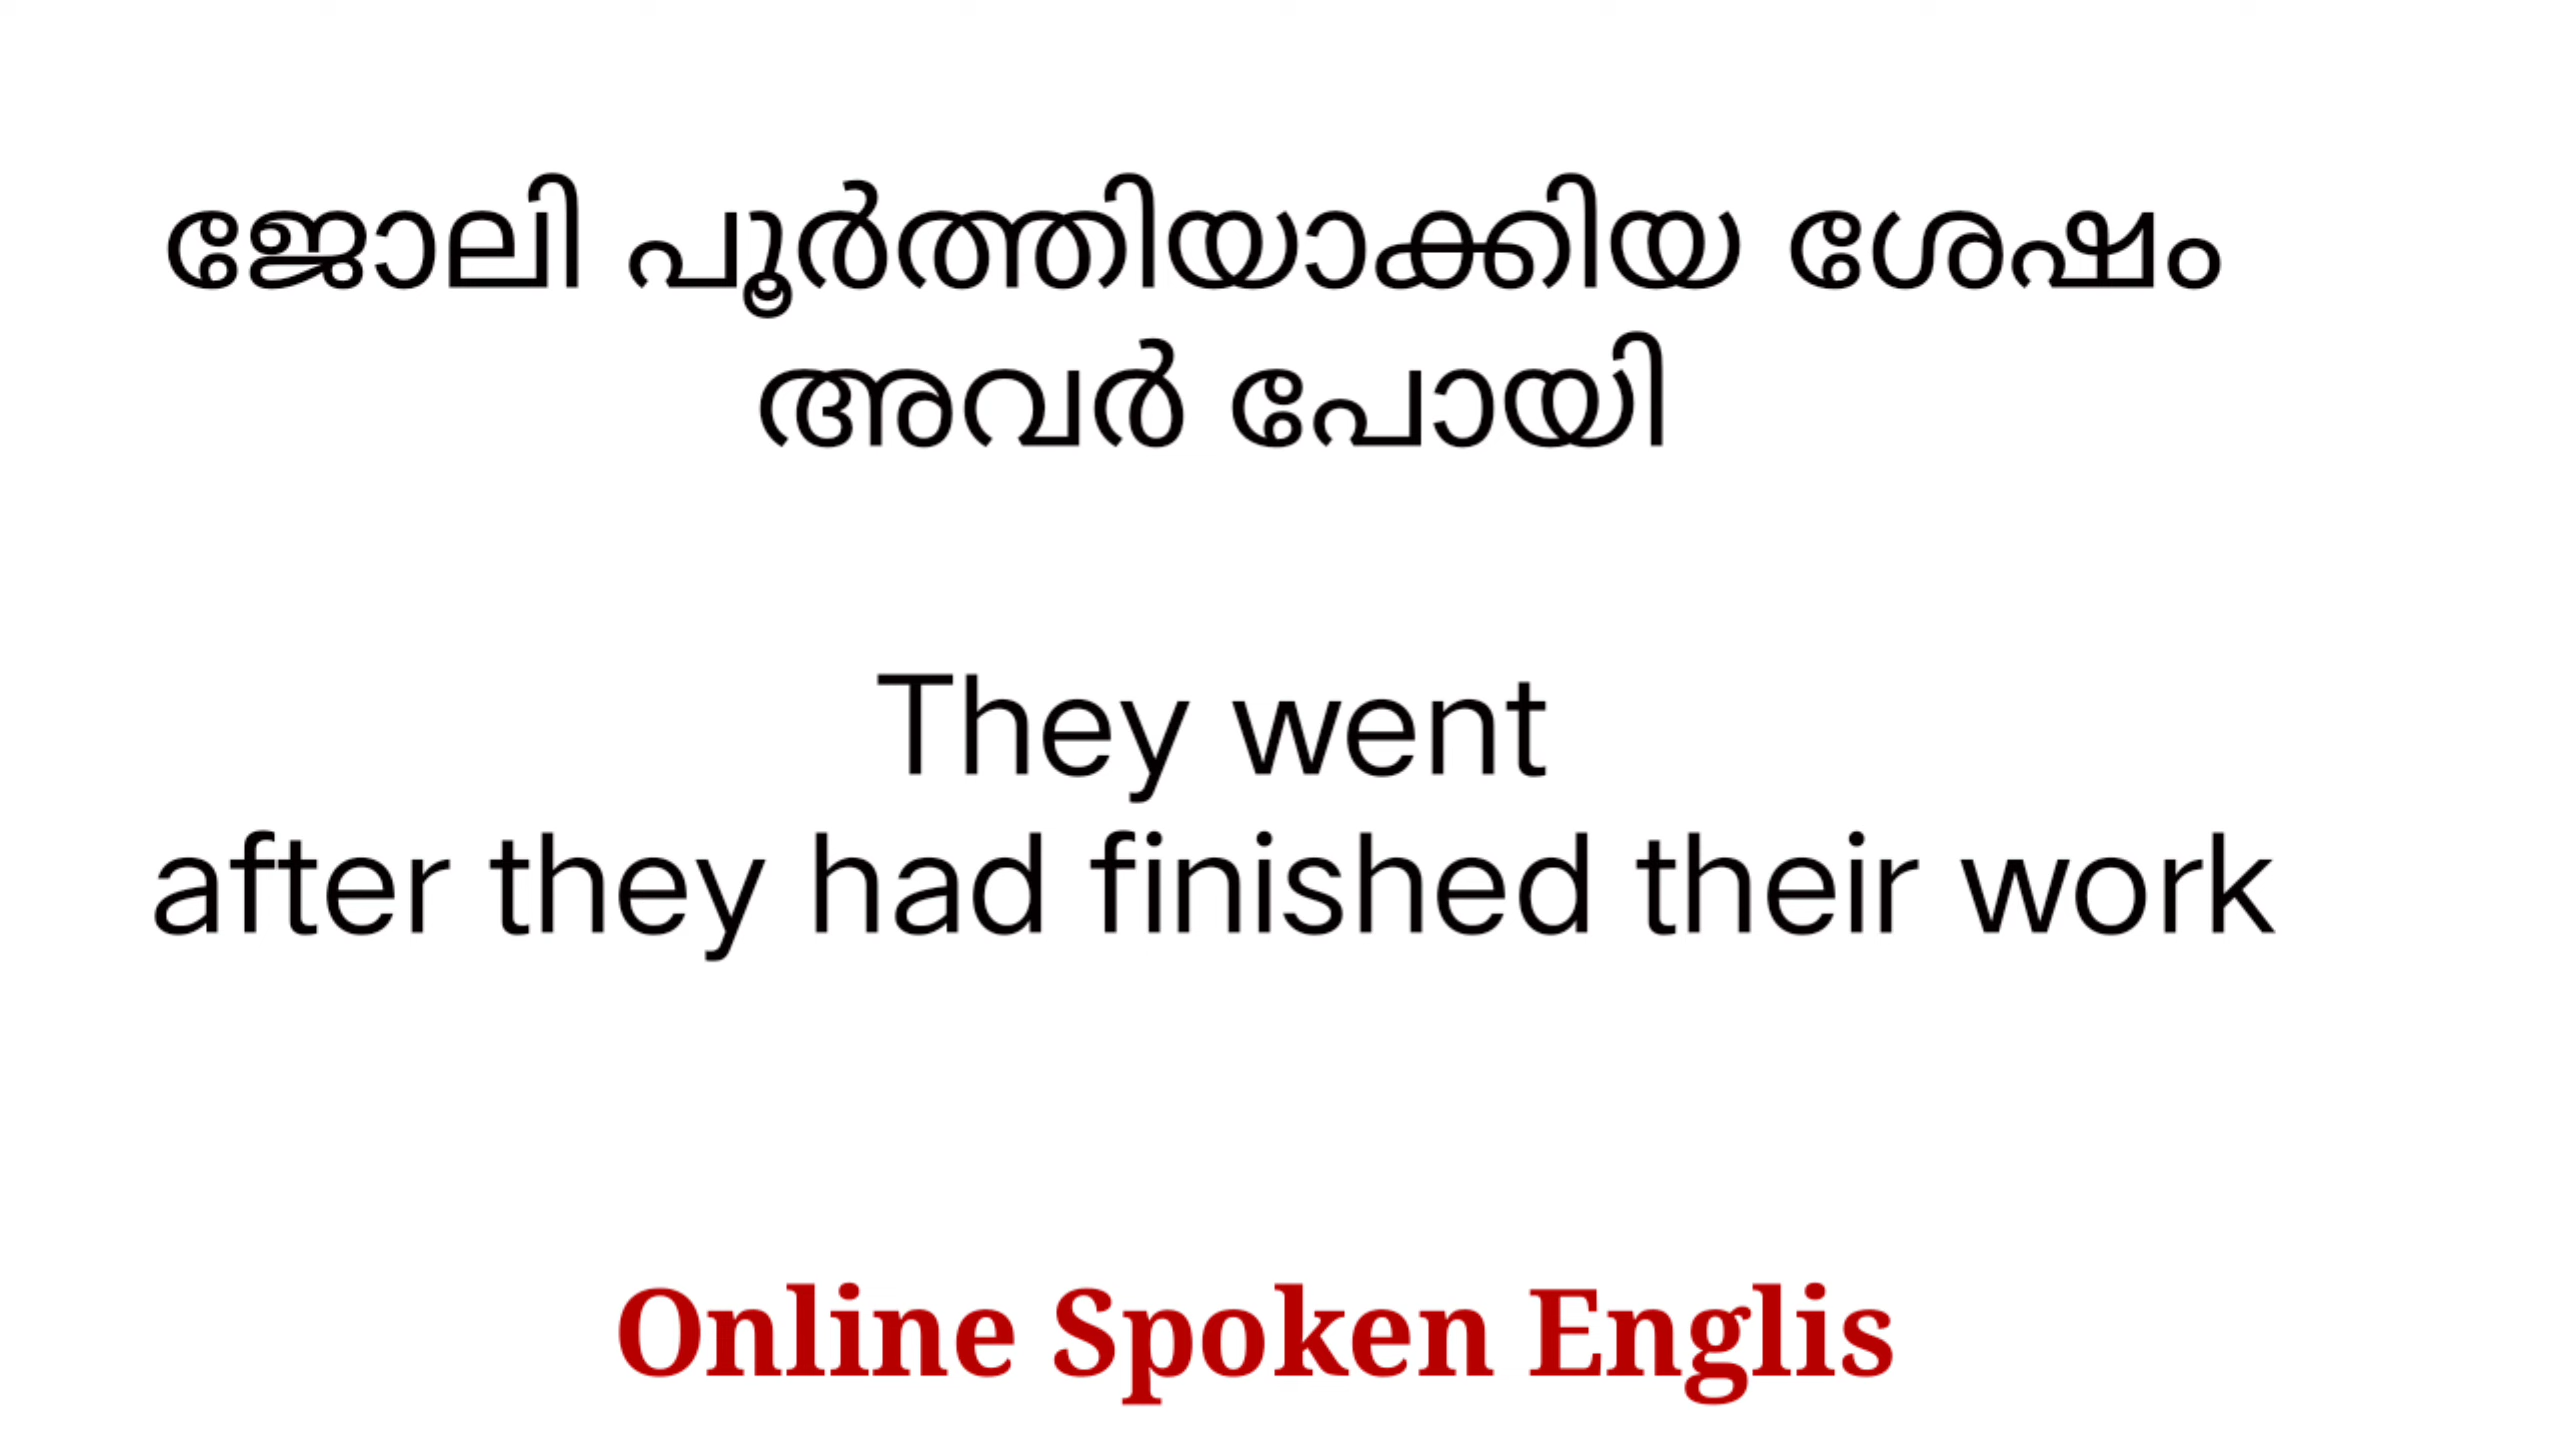 ജോലി പൂർത്തിയാക്കിയ ശേഷം
അവർ പോയി
They went
after they had finished their work
Online Spoken Englis